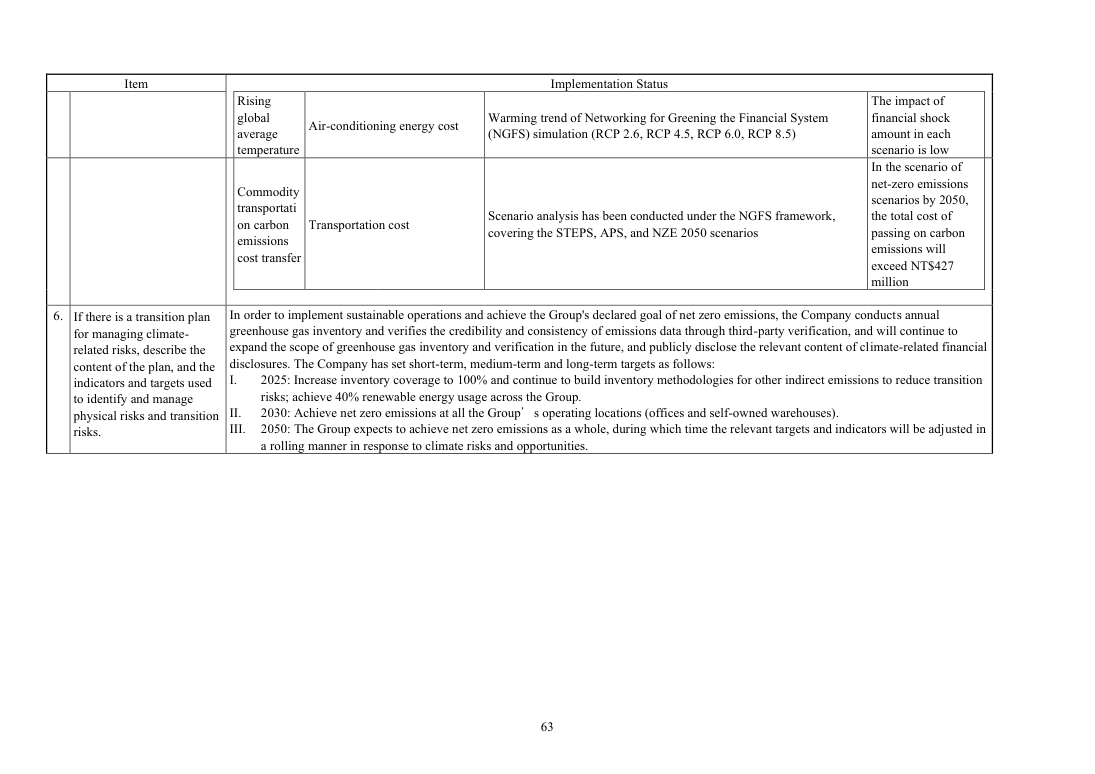 Item
Implementation Status
Rising
global
average
temperature
Air-conditioning energy cost
Warming trend of Networking for Greening the Financial System
(NGFS) simulation (RCP 2.6, RCP 4.5, RCP 6.0, RCP 8.5)
The impact of
financial shock
amount in each
scenario is low
Commodity
transportati
on carbon
emissions
cost transfer
Transportation cost
Scenario analysis has been conducted under the NGFS framework,
covering the STEPS, APS, and NZE 2050 scenarios
In the scenario of
net-zero emissions
scenarios by 2050,
the total cost of
passing on carbon
emissions will
exceed NT$427
million
6.
If there is a transition plan
for managing climate-
related risks, describe the
content of the plan, and the
indicators and targets used
to identify and manage
physical risks and transition
risks.
In order to implement sustainable operations and achieve the Group's declared goal of net zero emissions, the Company conducts annual
greenhouse gas inventory and verifies the credibility and consistency of emissions data through third-party verification, and will continue to
expand the scope of greenhouse gas inventory and verification in the future, and publicly disclose the relevant content of climate-related financial
disclosures. The Company has set short-term, medium-term and long-term targets as follows:
I. 2025: Increase inventory coverage to 100% and continue to build inventory methodologies for other indirect emissions to reduce transition
risks; achieve 40% renewable energy usage across the Group.
II. 2030: Achieve net zero emissions at all the Group’s operating locations (offices and self-owned warehouses).
III. 2050: The Group expects to achieve net zero emissions as a whole, during which time the relevant targets and indicators will be adjusted in
a rolling manner in response to climate risks and opportunities.
63